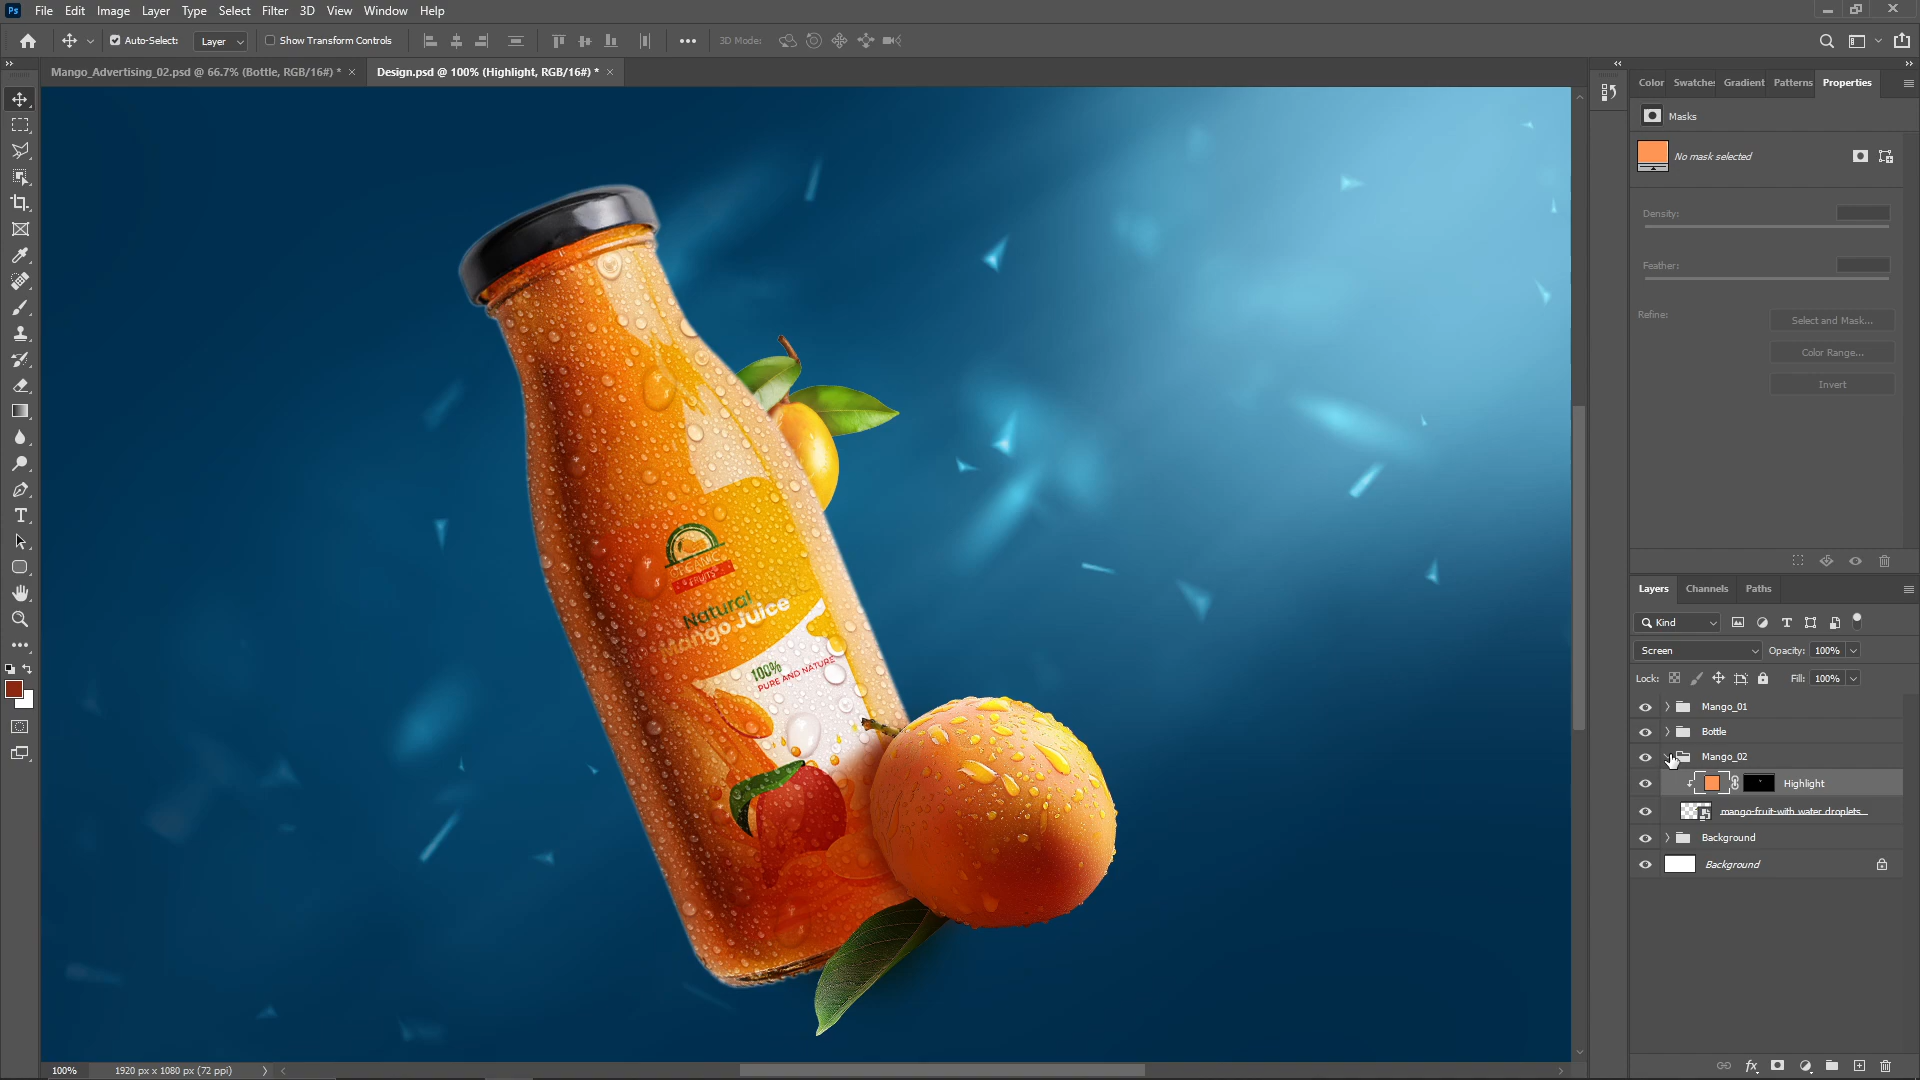 Ps File Edit Image Layer Type Select Filter 3D View Window Help
Auto-Select: Layer Show Transform Controls 3D Mode:
Mango_Advertising_02.psd @ 66.7% (Bottle, RGB/16#) * × Design.psd @ 100% (Highlight, RGB/16#) * ×
Color Swatches Gradient Patterns Properties
Masks
No mask selected
Density:
Feather:
Refine:
Select and Mask...
Color Range...
Invert
ORGANIC
FRUITS
Natural
Mango Juice
100%
PURE AND NATURE
Layers Channels Paths
Kind
Screen Opacity: 100%
Lock: Fill: 100%
Mango_01
Bottle
Mango_02
Highlight
mango-fruit-with water droplets
Background
Background
100% 1920 px x 1080 px (72 ppi)